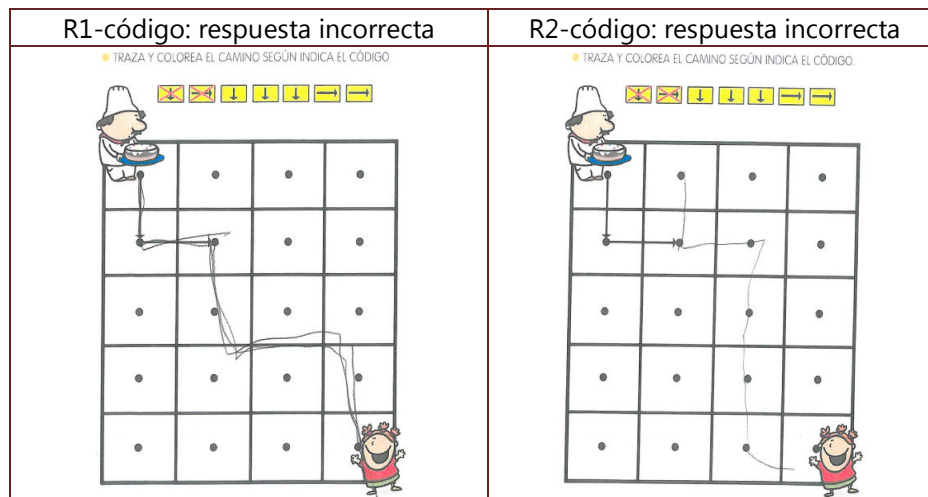 R1-código: respuesta incorrecta
R2-código: respuesta incorrecta
TRAZA Y COLOREA EL CAMINO SEGÚN INDICA EL CÓDIGO.
TRAZA Y COLOREA EL CAMINO SEGÚN INDICA EL CÓDIGO.